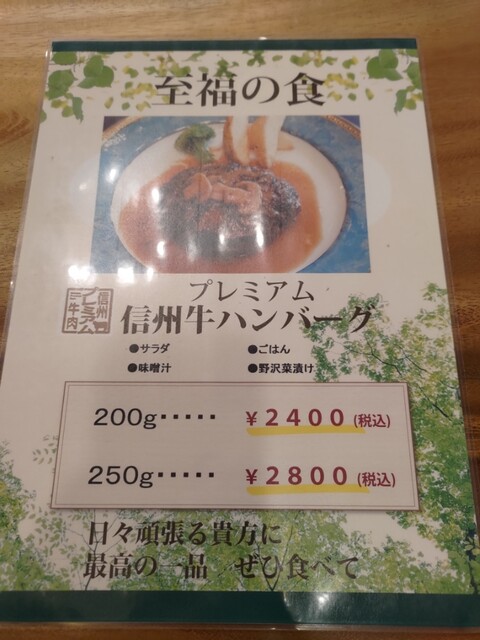 至福の食
プレミアム
信州プレミアム牛肉
信州牛ハンバーグ
●サラダ ●ごはん
●味噌汁 ●野沢菜漬け
200g・・・・・ ¥2400(税込)
250g・・・・・ ¥2800(税込)
日々頑張る貴方に
最高の一品 ぜひ食べて